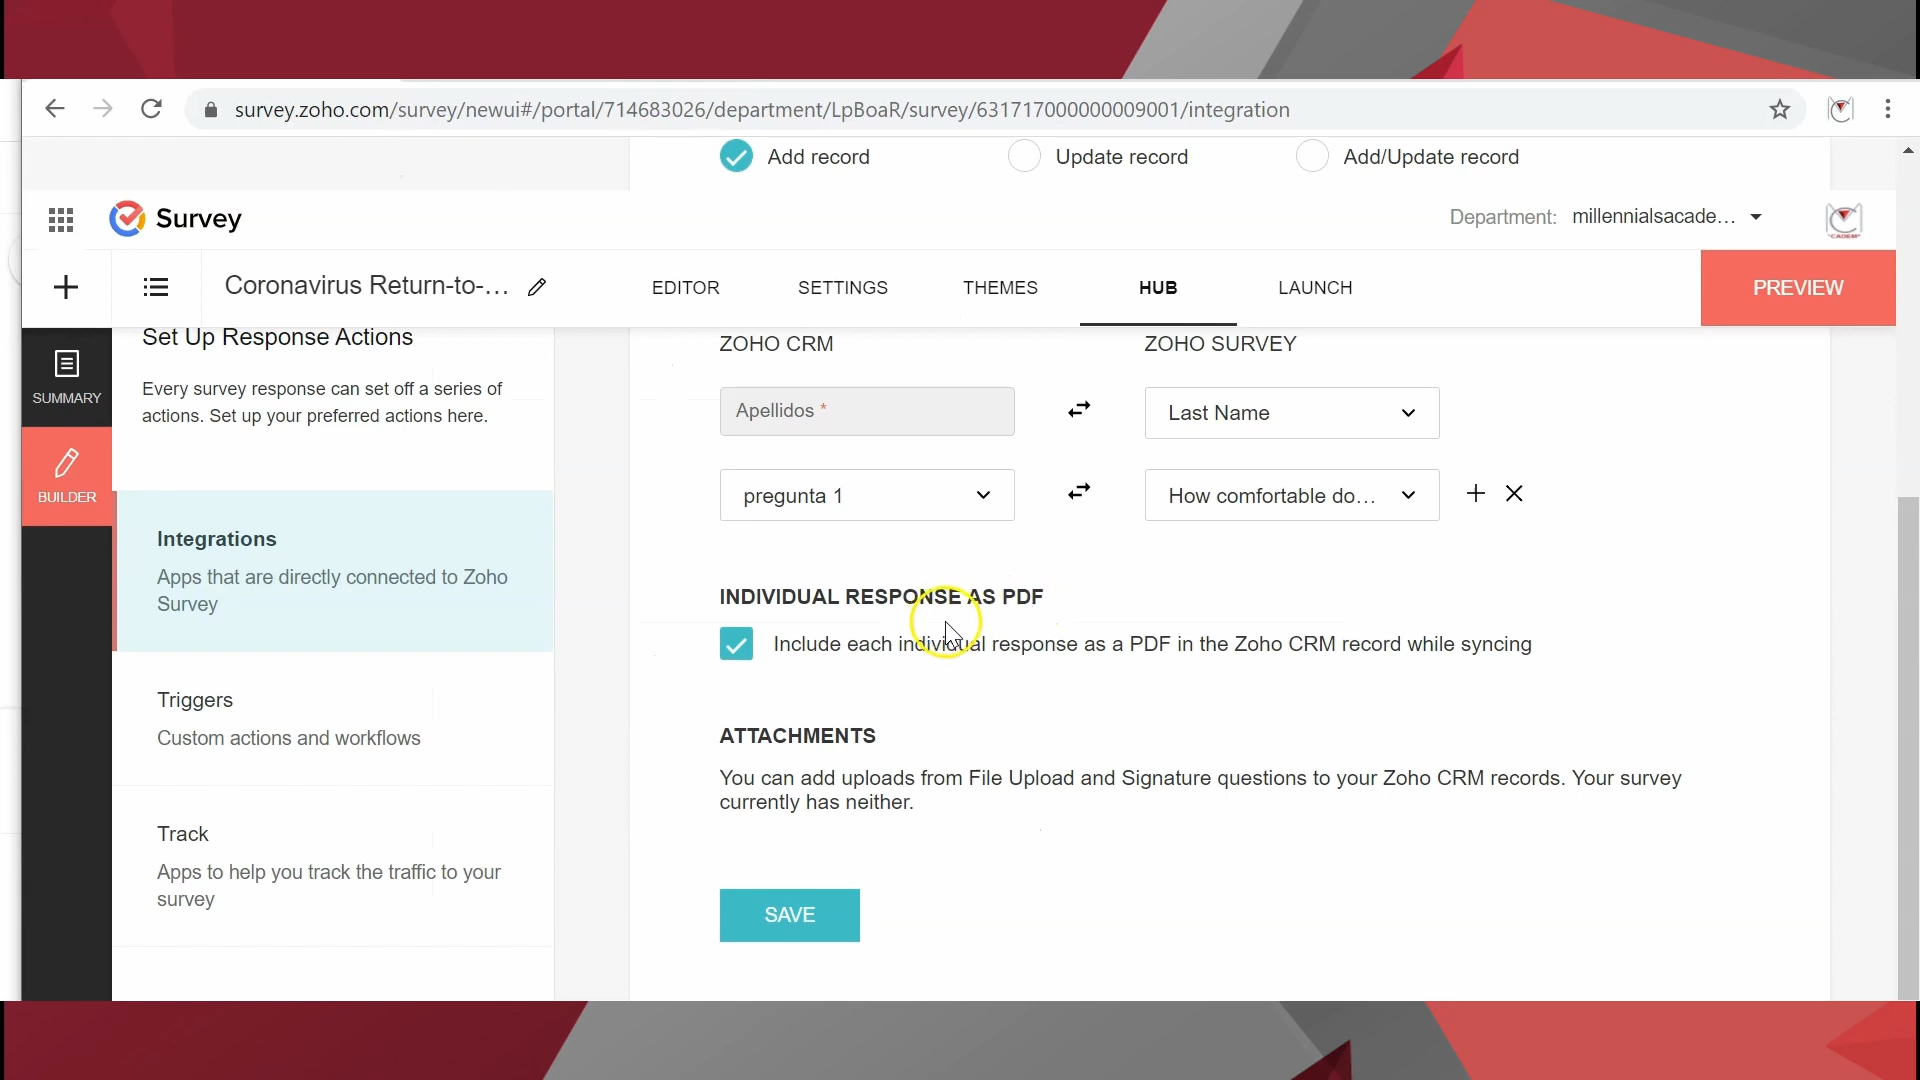 survey.zoho.com/survey/newui#/portal/714683026/department/LpBoaR/survey/631717000000009001/integration
Add record
Update record
Add/Update record
Survey
Department: millennialsacade...
Coronavirus Return-to-...
EDITOR
SETTINGS
THEMES
HUB
LAUNCH
PREVIEW
SUMMARY
BUILDER
Set Up Response Actions
Every survey response can set off a series of
actions. Set up your preferred actions here.
Integrations
Apps that are directly connected to Zoho
Survey
Triggers
Custom actions and workflows
Track
Apps to help you track the traffic to your
survey
ZOHO CRM
ZOHO SURVEY
Apellidos *
Last Name
pregunta 1
How comfortable do...
INDIVIDUAL RESPONSE AS PDF
Include each individual response as a PDF in the Zoho CRM record while syncing
ATTACHMENTS
You can add uploads from File Upload and Signature questions to your Zoho CRM records. Your survey
currently has neither.
SAVE